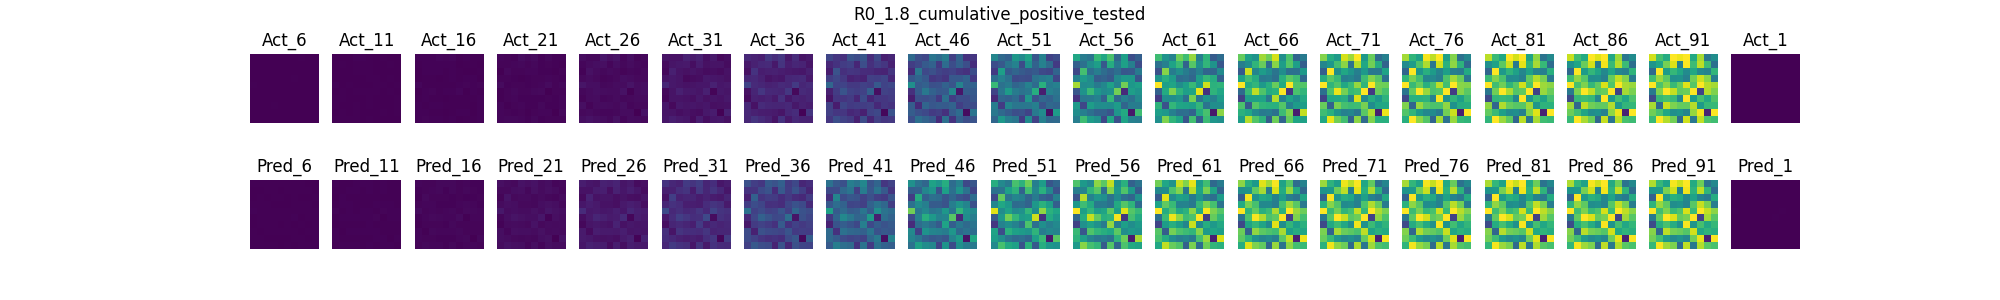 R0_1.8_cumulative_positive_tested
Act_6 Act_11 Act_16 Act_21 Act_26 Act_31 Act_36 Act_41 Act_46 Act_51 Act_56 Act_61 Act_66 Act_71 Act_76 Act_81 Act_86 Act_91 Act_1
Pred_6 Pred_11 Pred_16 Pred_21 Pred_26 Pred_31 Pred_36 Pred_41 Pred_46 Pred_51 Pred_56 Pred_61 Pred_66 Pred_71 Pred_76 Pred_81 Pred_86 Pred_91 Pred_1